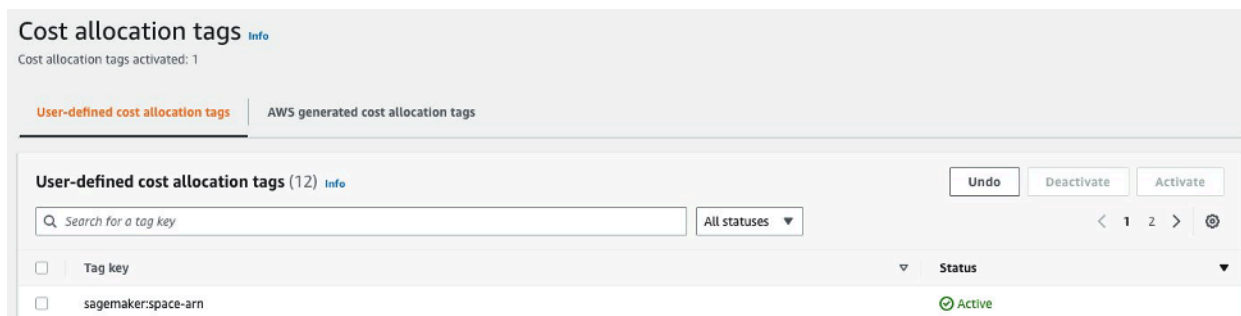 Cost allocation tags Info
Cost allocation tags activated: 1
User-defined cost allocation tags AWS generated cost allocation tags
User-defined cost allocation tags (12) Info Undo Deactivate Activate
Search for a tag key All statuses 1 2
Tag key Status
sagemaker:space-arn Active